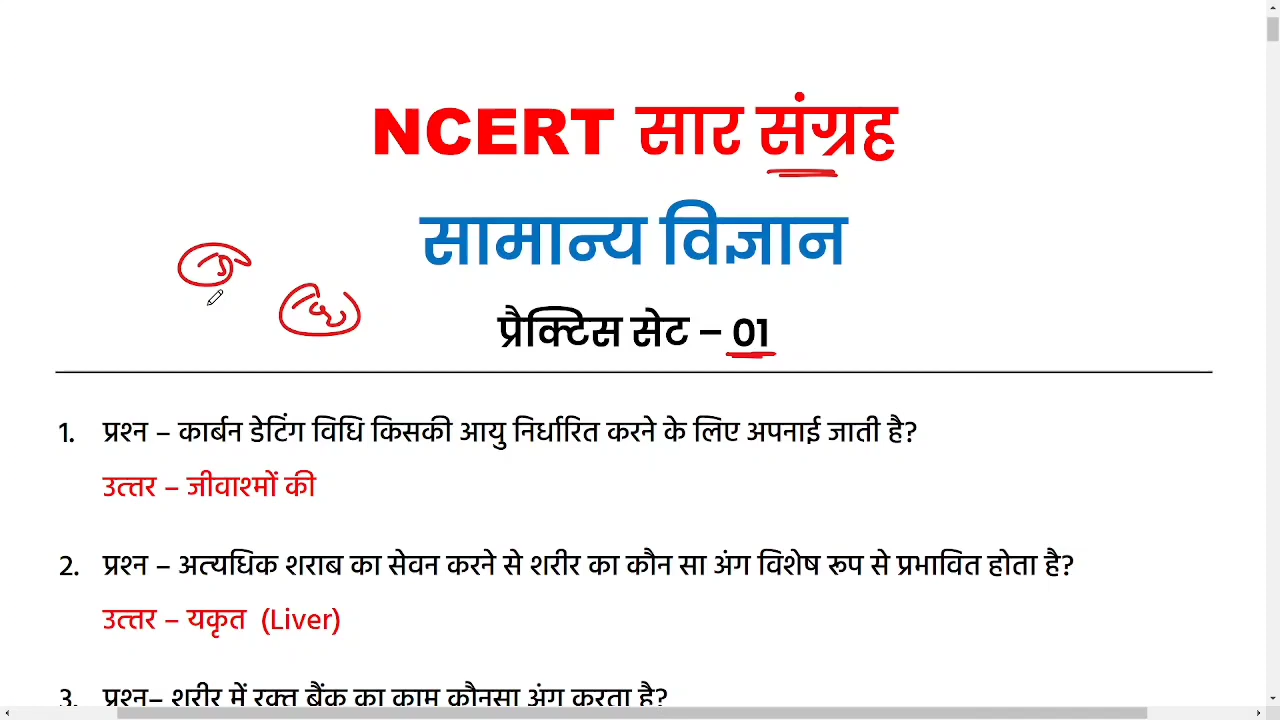 NCERT सार संग्रह
सामान्य विज्ञान
प्रैक्टिस सेट – 01
1. प्रश्न – कार्बन डेटिंग विधि किसकी आयु निर्धारित करने के लिए अपनाई जाती है?
उत्तर – जीवाश्मों की
2. प्रश्न – अत्यधिक शराब का सेवन करने से शरीर का कौन सा अंग विशेष रूप से प्रभावित होता है?
उत्तर – यकृत (Liver)
3. प्रश्न– शरीर में रक्त बैंक का काम कौनसा अंग करता है?